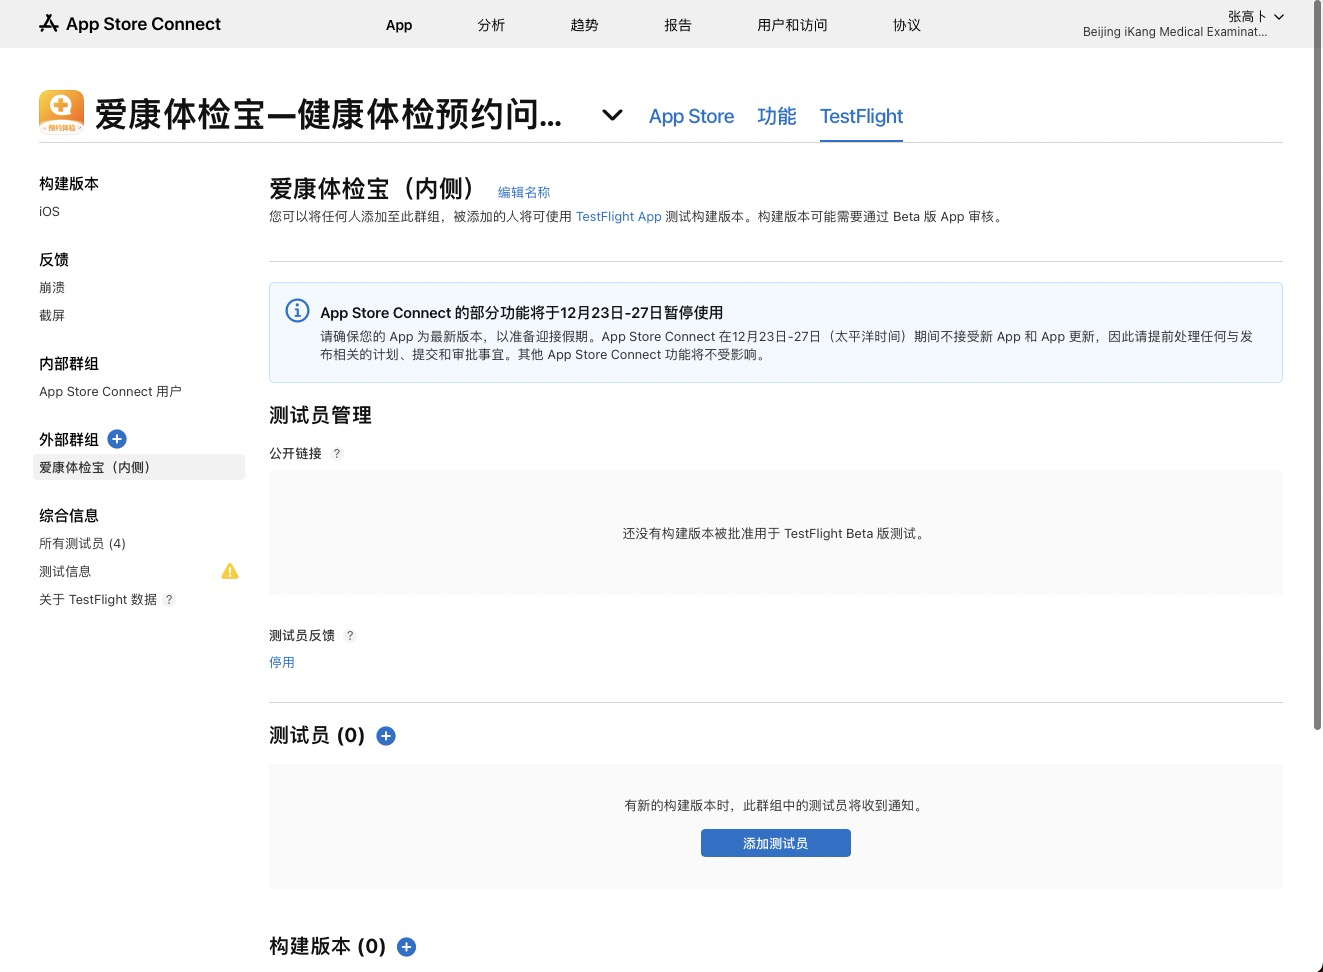 App Store Connect
App
分析
趋势
报告
用户和访问
协议
张高卜
Beijing iKang Medical Examinat...
预约体检
爱康体检宝—健康体检预约问...
App Store
功能
TestFlight
构建版本
iOS
反馈
崩溃
截屏
内部群组
App Store Connect 用户
外部群组
爱康体检宝（内侧）
综合信息
所有测试员 (4)
测试信息
关于 TestFlight 数据 ?
爱康体检宝（内侧）
编辑名称
您可以将任何人添加至此群组，被添加的人将可使用 TestFlight App 测试构建版本。构建版本可能需要通过 Beta 版 App 审核。
App Store Connect 的部分功能将于12月23日-27日暂停使用
请确保您的 App 为最新版本，以准备迎接假期。App Store Connect 在12月23日-27日（太平洋时间）期间不接受新 App 和 App 更新，因此请提前处理任何与发
布相关的计划、提交和审批事宜。其他 App Store Connect 功能将不受影响。
测试员管理
公开链接 ?
还没有构建版本被批准用于 TestFlight Beta 版测试。
测试员反馈 ?
停用
测试员 (0)
有新的构建版本时，此群组中的测试员将收到通知。
添加测试员
构建版本 (0)